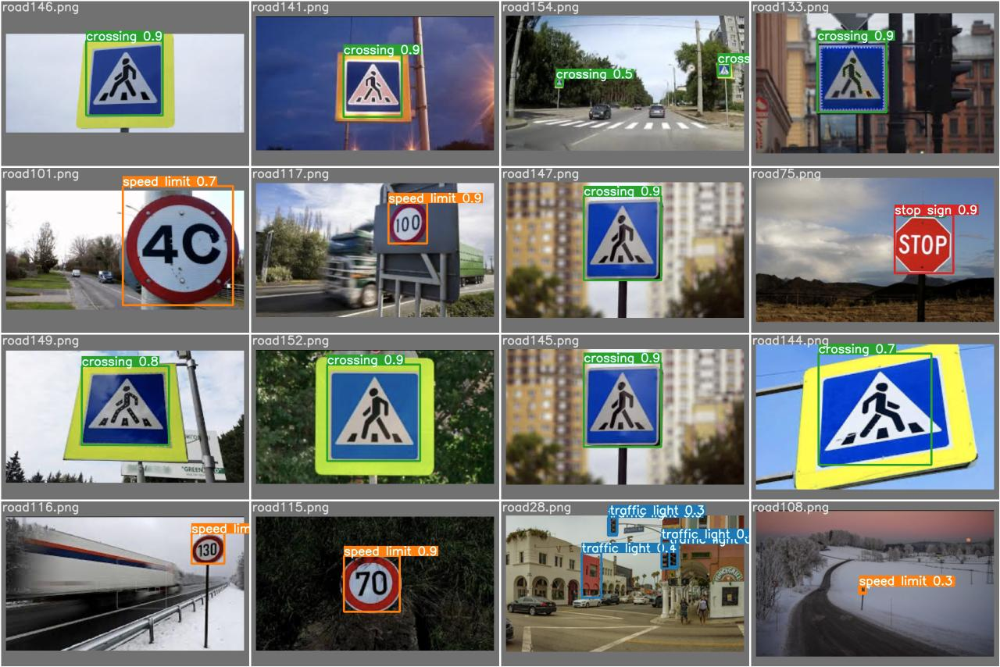 road146.png
crossing 0.9
road141.png
crossing 0.9
road154.png
crossing 0.5
cross
road133.png
crossing 0.9
road101.png
speed limit 0.7
4C
road117.png
speed limit 0.9
100
road147.png
crossing 0.9
road75.png
stop sign 0.9
STOP
road149.png
crossing 0.8
"GREEN
road152.png
crossing 0.9
road145.png
crossing 0.9
road144.png
crossing 0.7
road116.png
speed lim
130
road115.png
speed limit 0.9
70
road28.png
traffic light 0.3
traffic light 0.
traffic light 0.4
road108.png
speed limit 0.3